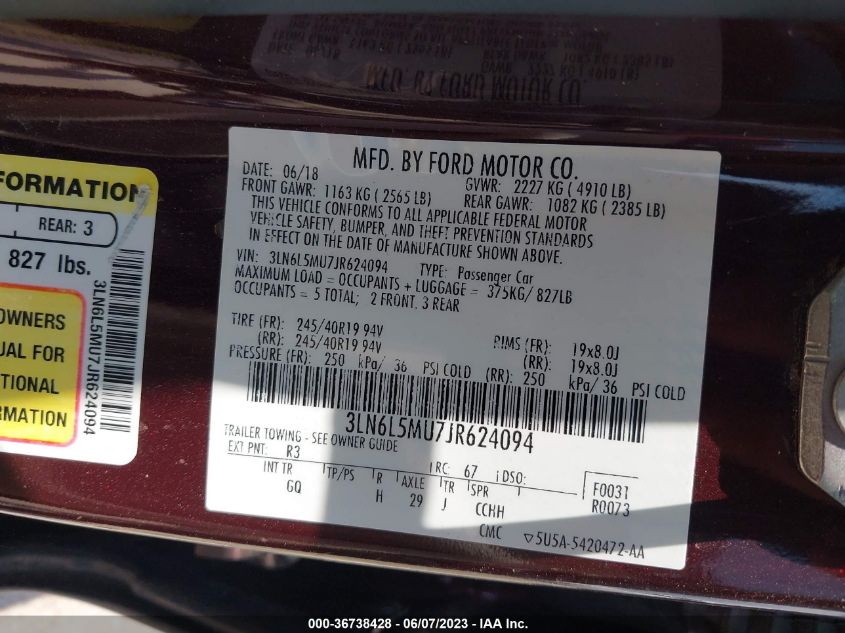 MFD. BY FORD MOTOR CO.
DATE: 06/18 GVWR: 2227 KG ( 4910 LB)
FRONT GAWR: 1163 KG ( 2565 LB) REAR GAWR: 1082 KG ( 2385 LB)
THIS VEHICLE CONFORMS TO ALL APPLICABLE FEDERAL MOTOR
VEHICLE SAFETY, BUMPER, AND THEFT PREVENTION STANDARDS
IN EFFECT ON THE DATE OF MANUFACTURE SHOWN ABOVE.
VIN: 3LN6L5MU7JR624094 TYPE: Passenger Car
MAXIMUM LOAD = OCCUPANTS + LUGGAGE = 375KG/ 827LB
OCCUPANTS = 5 TOTAL; 2 FRONT, 3 REAR
TIRE (FR): 245/40R19 94V RIMS (FR): 19x8.0J
(RR): 245/40R19 94V (RR): 19x8.0J
PRESSURE (FR): 250 kPa/ 36 PSI COLD (RR): 250 kPa/ 36 PSI COLD
3LN6L5MU7JR624094
TRAILER TOWING - SEE OWNER GUIDE
EXT PNT: R3 RC: 67 DSO:
INT TR TP/PS R AXLE TR SPR F0031
GQ H 29 J CCHH R0073
CMC ▽5U5A-5420472-AA
FORMATION
REAR: 3
827 lbs.
OWNERS
UAL FOR
ITIONAL
RMATION
3LN6L5MU7JR624094
000-36738428 - 06/07/2023 - IAA Inc.